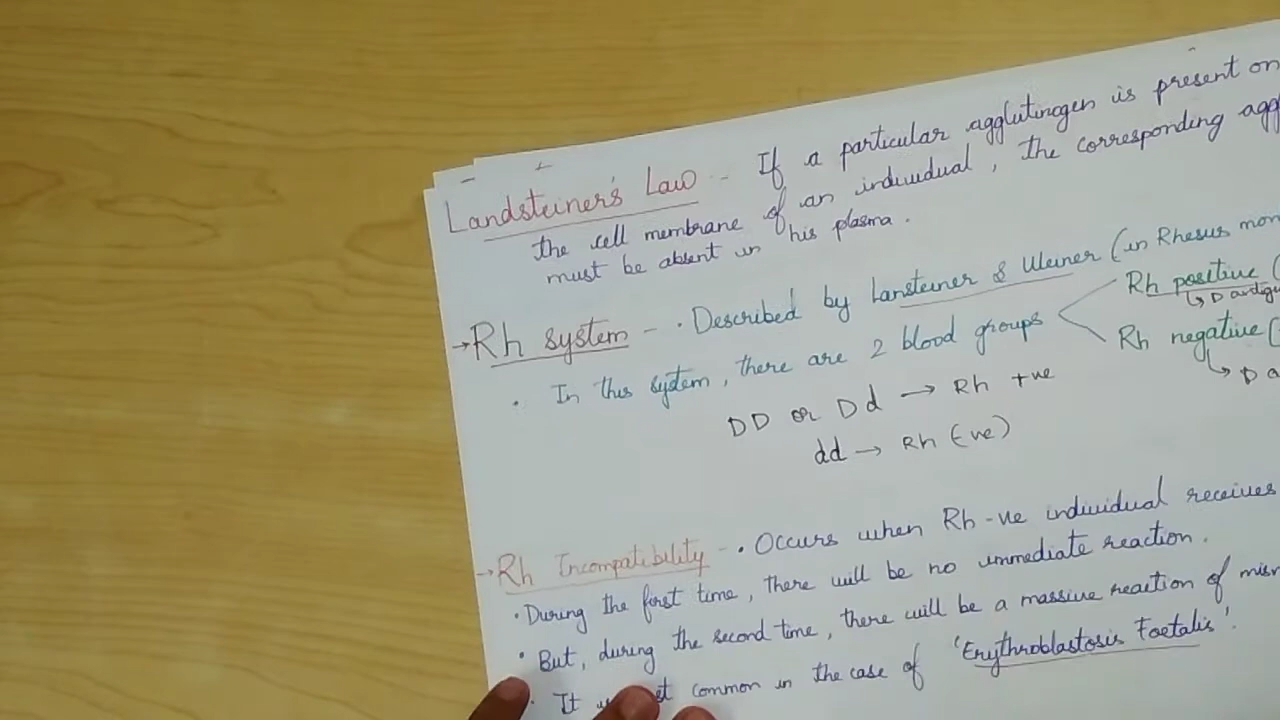 Landsteiner's Law - If a particular agglutinogen is present on
the cell membrane of an individual, the corresponding agg
must be absent in his plasma.
→ Rh system - • Described by Lansteiner & Weiner (in Rhesus mon
• In this system, there are 2 blood groups
Rh positive (
↳ D antige
Rh negative (
↳ D a
DD or Dd → Rh +ve
dd → Rh (-ve)
→ Rh Incompatibility - • Occurs when Rh -ve individual receives
• During the first time, there will be no immediate reaction.
• But, during the second time, there will be a massive reaction of mism
• It common in the case of 'Erythroblastosis Foetalis'.